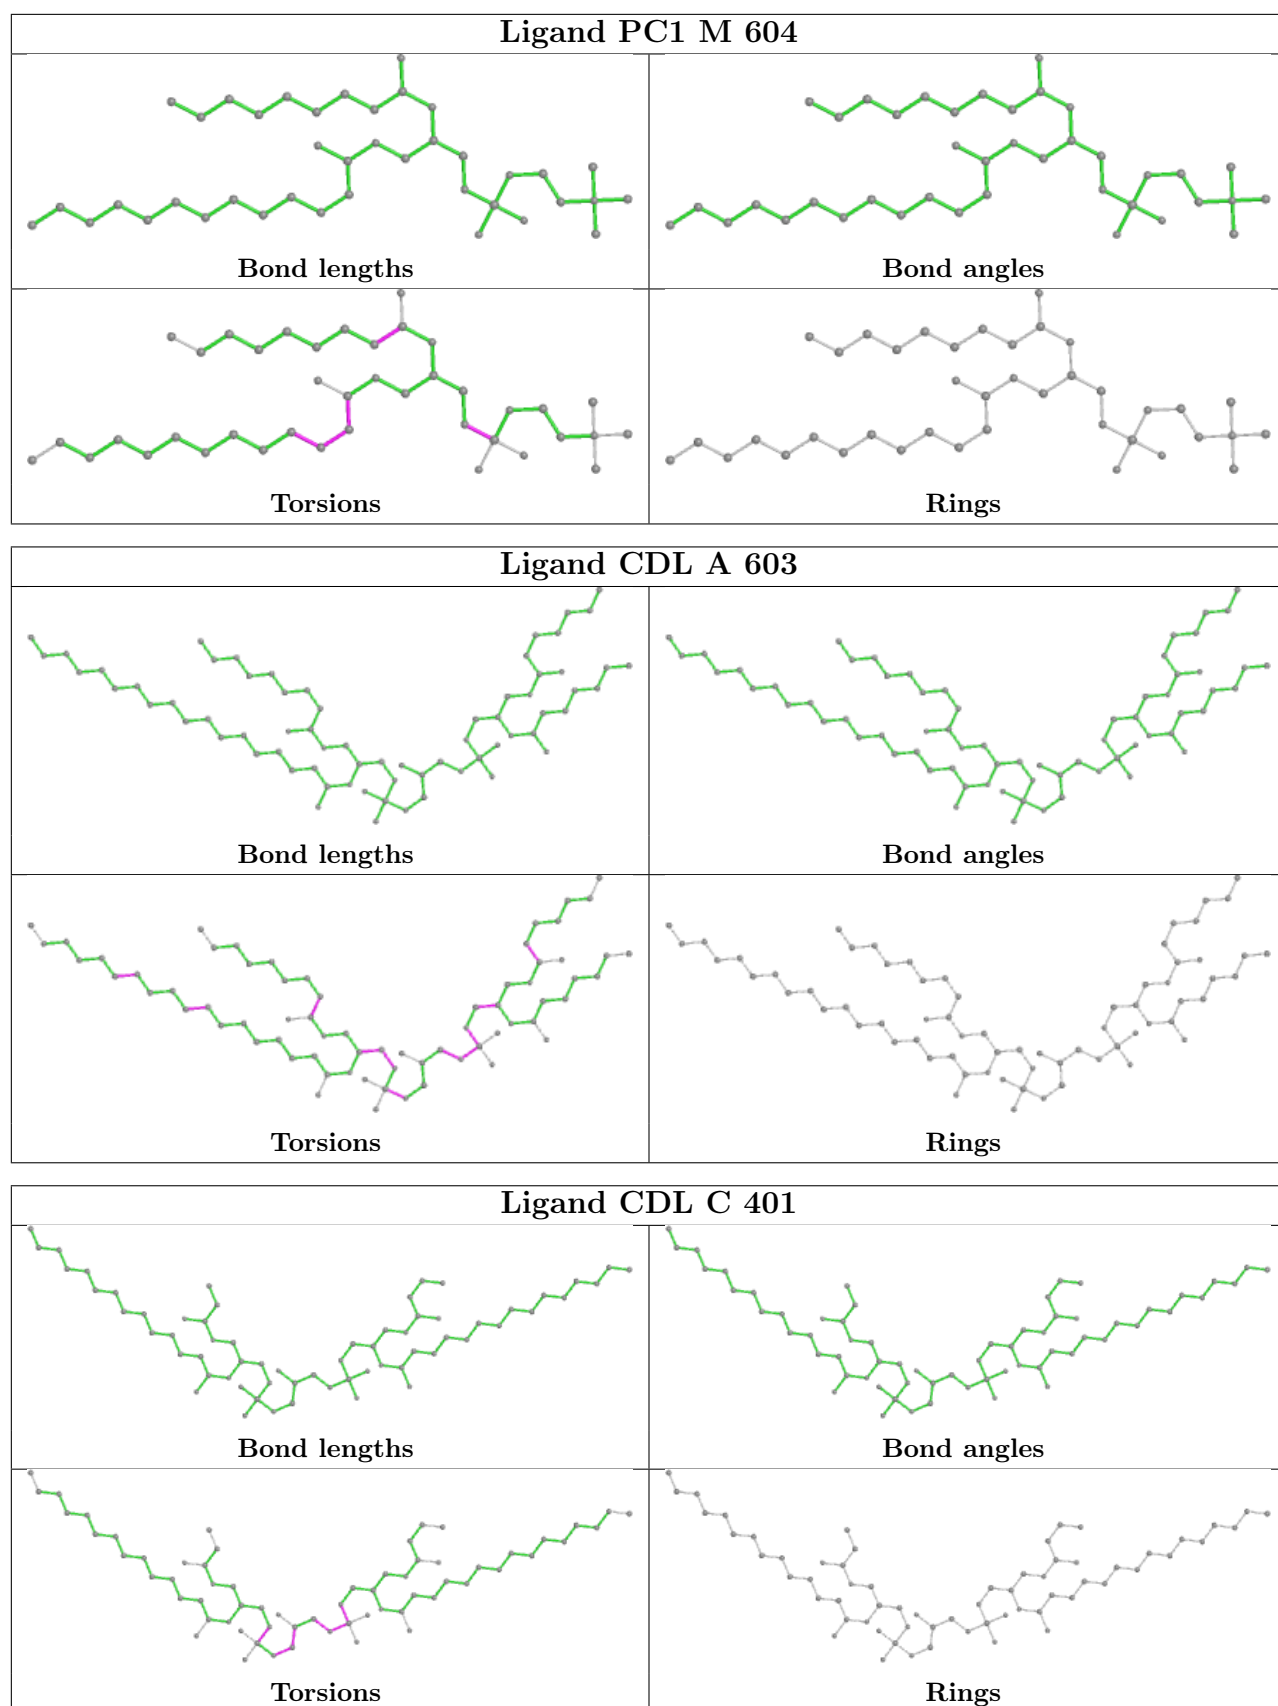 Ligand PC1 M 604
Bond lengths
Bond angles
Torsions
Rings
Ligand CDL A 603
Bond lengths
Bond angles
Torsions
Rings
Ligand CDL C 401
Bond lengths
Bond angles
Torsions
Rings